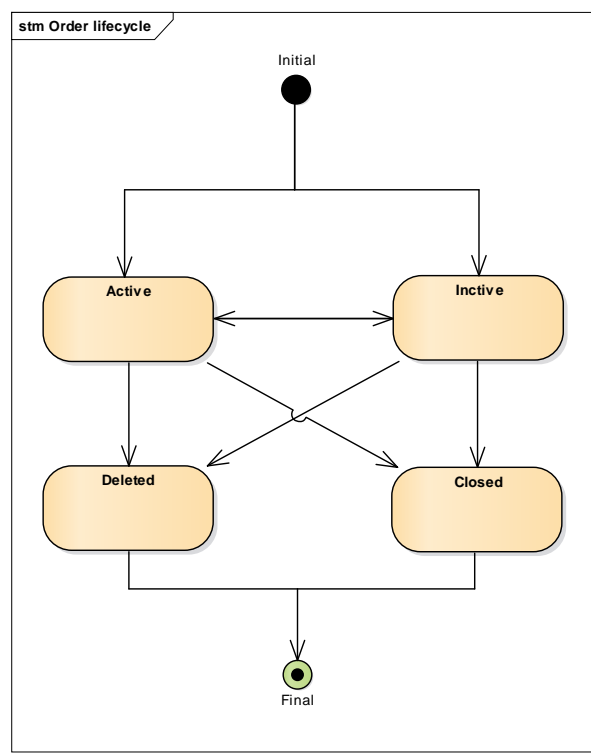 stm Order lifecycle
Initial
Active
Inctive
Deleted
Closed
Final